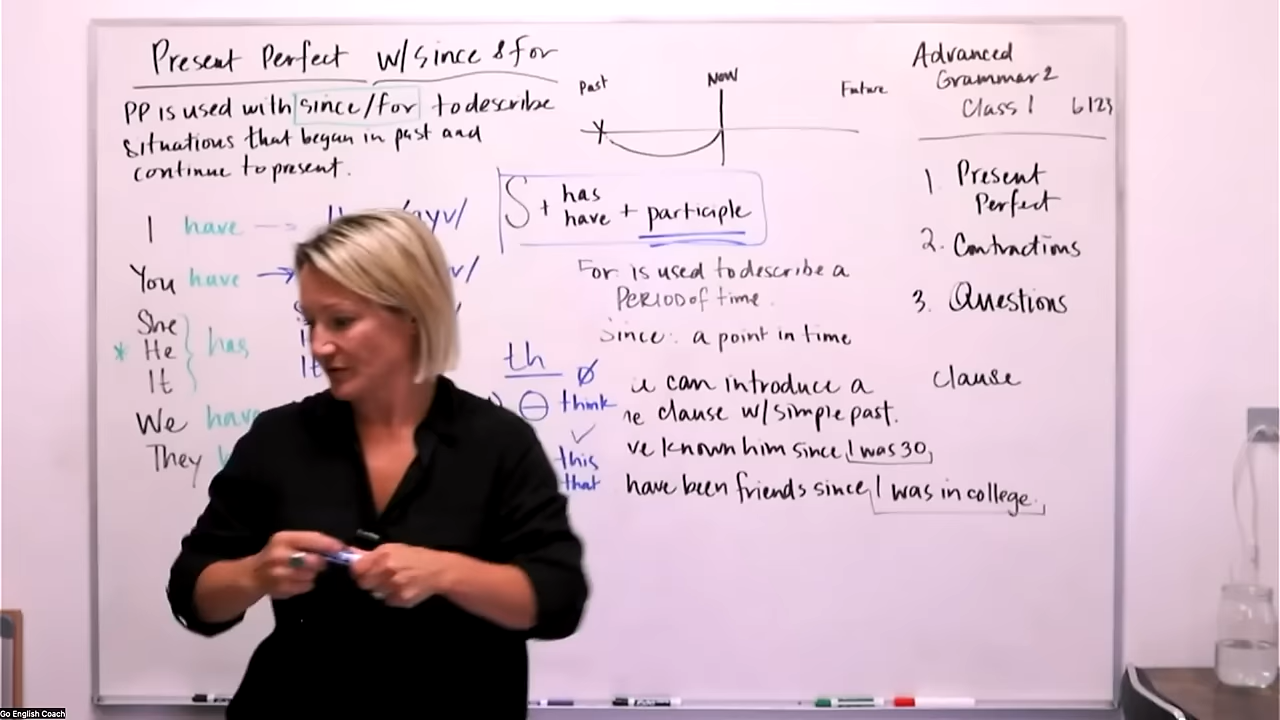 Present Perfect w/since & for
PP is used with since/for to describe
situations that began in past and
continue to present.
I have
/ayv/
You have
She
He
It
has
We have
They
Past
Now
Future
S + has
have + participle
For: is used to describe a
PERIOD of time.
Since: a point in time
can introduce a
clause w/simple past.
've known him since I was 30.
have been friends since I was in college.
th
θ think
this
that
Advanced
Grammar 2
Class 1 6123
1. Present
Perfect
2. Contractions
3. Questions
clause
Go English Coach